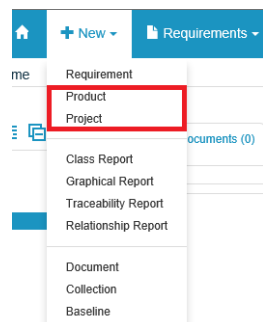 New
Requirements
me
Requirement
Product
Project
ocuments (0)
Class Report
Graphical Report
Traceability Report
Relationship Report
Document
Collection
Baseline